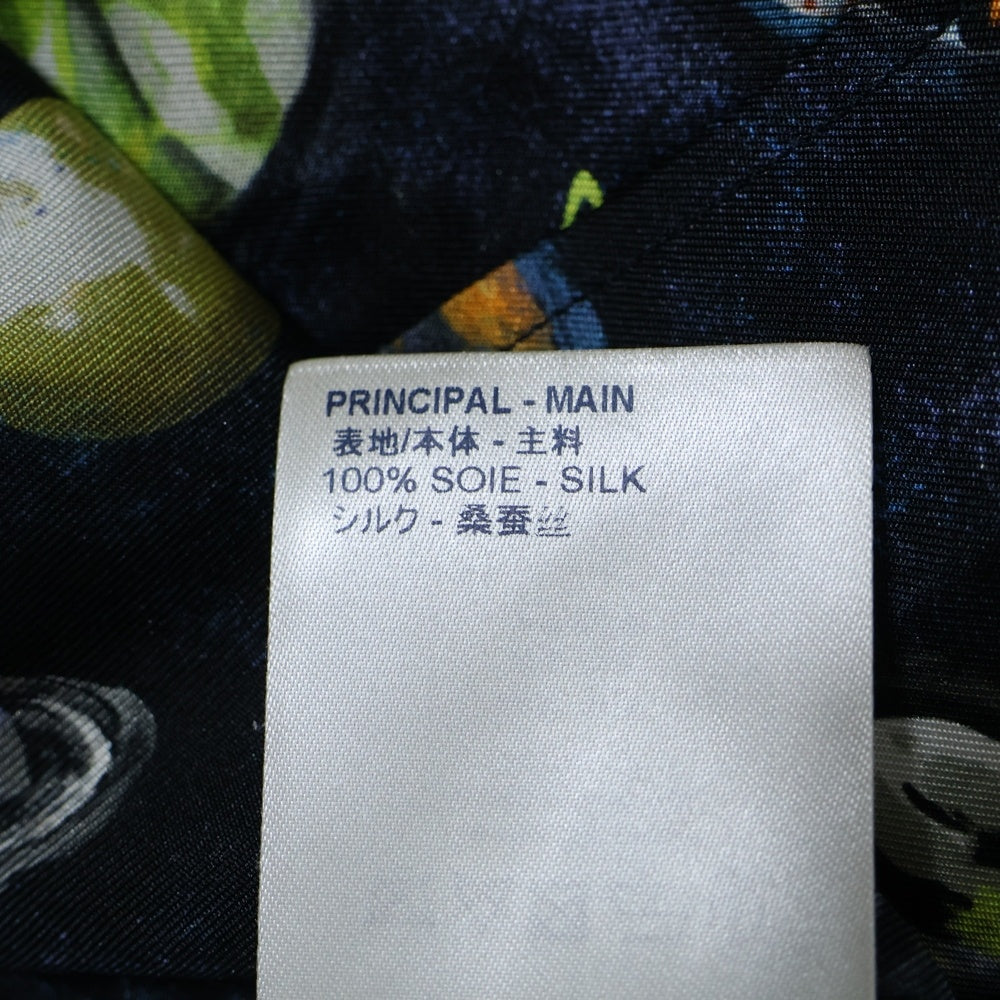 PRINCIPAL - MAIN
表地/本体 - 主料
100% SOIE - SILK
シルク - 桑蚕丝